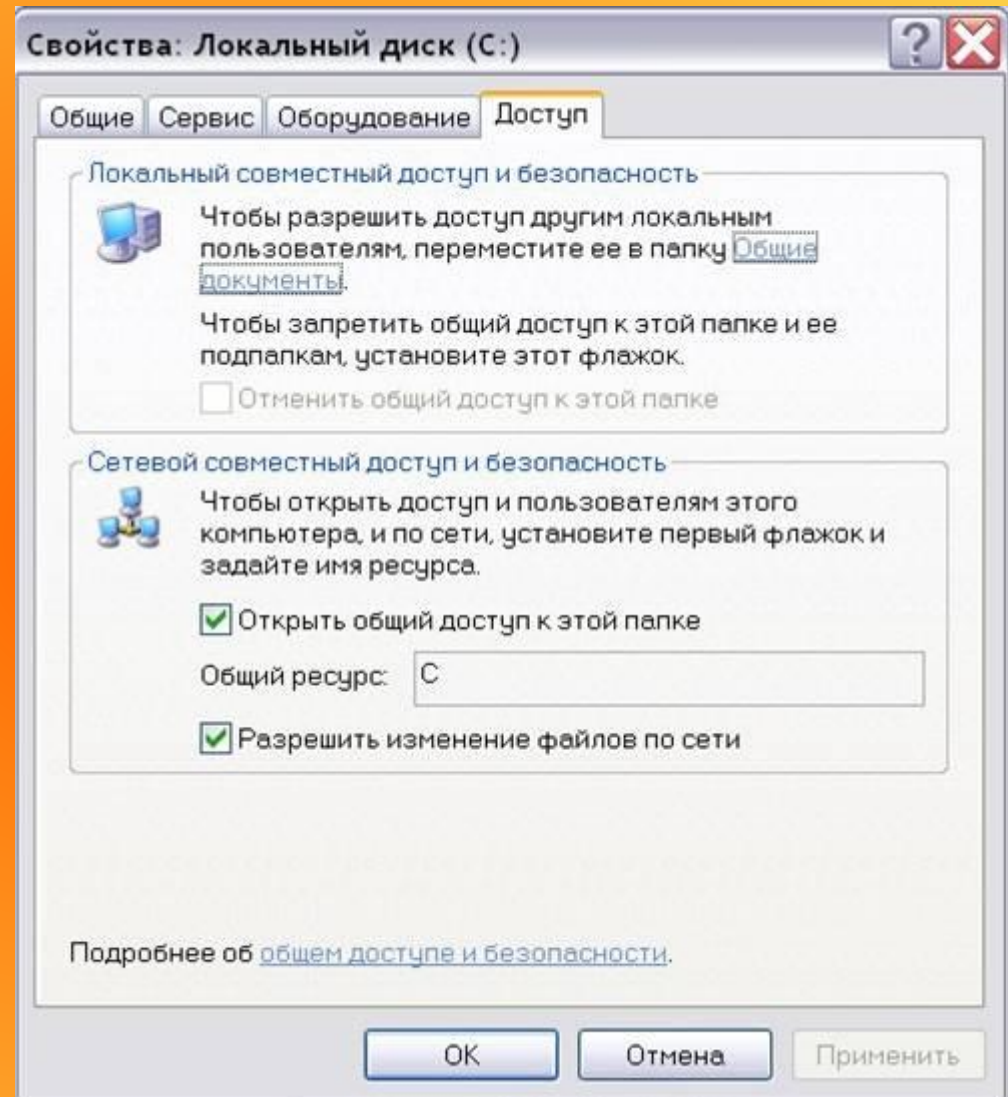 Свойства: Локальный диск (C:)
Общие Сервис Оборудование Доступ
Локальный совместный доступ и безопасность
Чтобы разрешить доступ другим локальным
пользователям, переместите ее в папку Общие
документы.
Чтобы запретить общий доступ к этой папке и ее
подпапкам, установите этот флажок.
Отменить общий доступ к этой папке
Сетевой совместный доступ и безопасность
Чтобы открыть доступ и пользователям этого
компьютера, и по сети, установите первый флажок и
задайте имя ресурса.
Открыть общий доступ к этой папке
Общий ресурс: C
Разрешить изменение файлов по сети
Подробнее об общем доступе и безопасности.
OK Отмена Применить